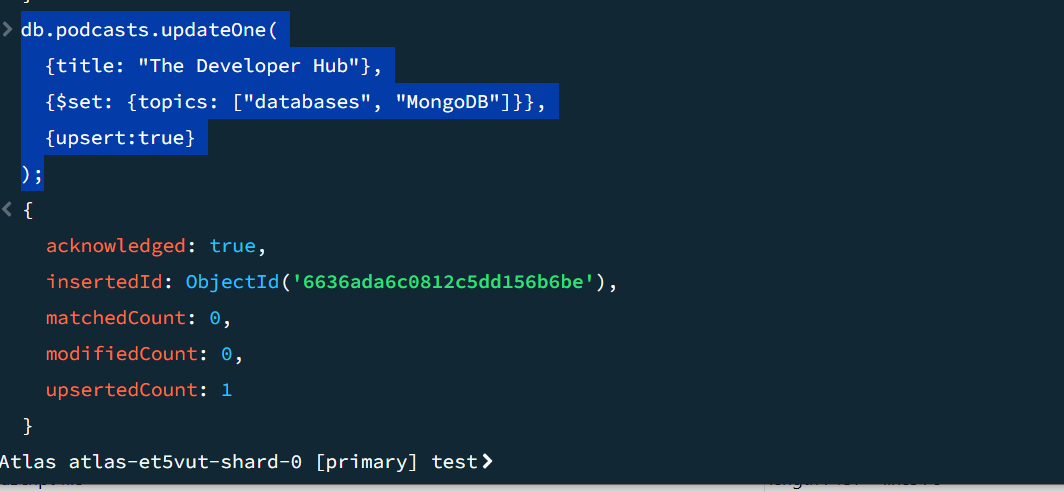 db.podcasts.updateOne(
{title: "The Developer Hub"},
{$set: {topics: ["databases", "MongoDB"]}},
{upsert:true}
);
{
acknowledged: true,
insertedId: ObjectId('6636ada6c0812c5dd156b6be'),
matchedCount: 0,
modifiedCount: 0,
upsertedCount: 1
}
Atlas atlas-et5vut-shard-0 [primary] test>